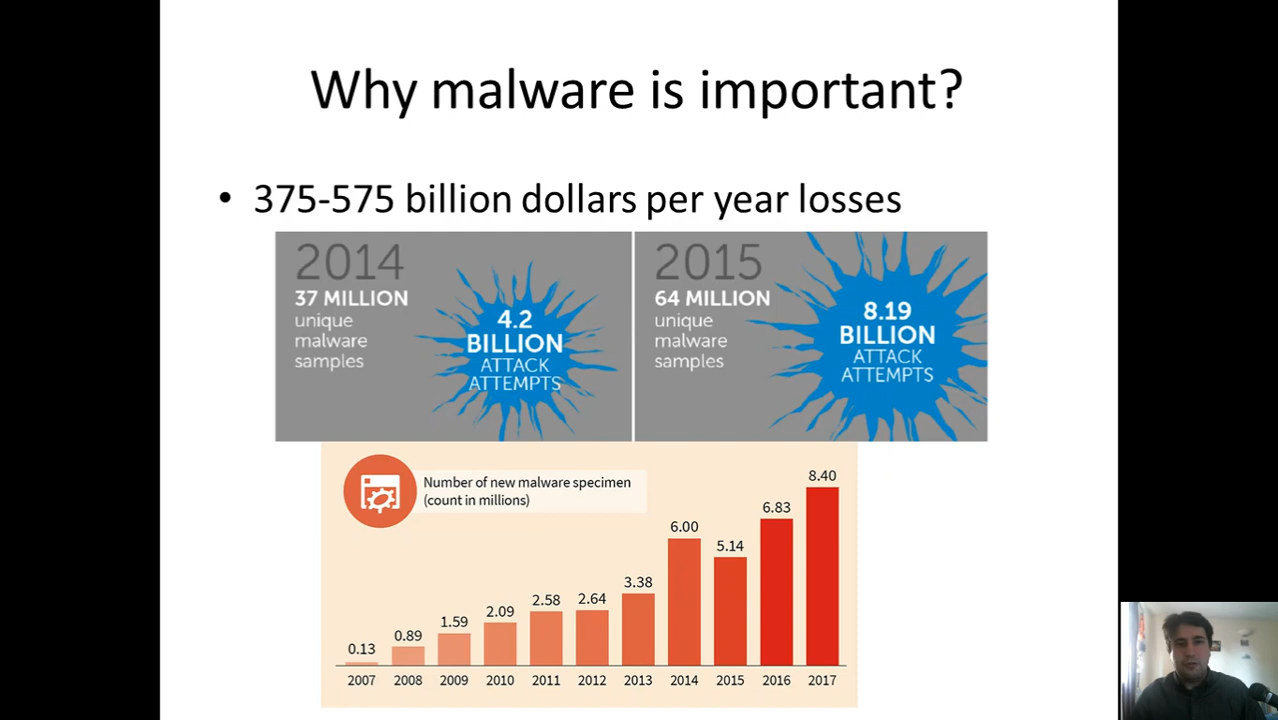 Why malware is important?
• 375-575 billion dollars per year losses
2014
37 MILLION
unique
malware
samples
4.2
BILLION
ATTACK
ATTEMPTS
2015
64 MILLION
unique
malware
samples
8.19
BILLION
ATTACK
ATTEMPTS
Number of new malware specimen
(count in millions)
0.13
0.89
1.59
2.09
2.58
2.64
3.38
6.00
5.14
6.83
8.40
2007 2008 2009 2010 2011 2012 2013 2014 2015 2016 2017